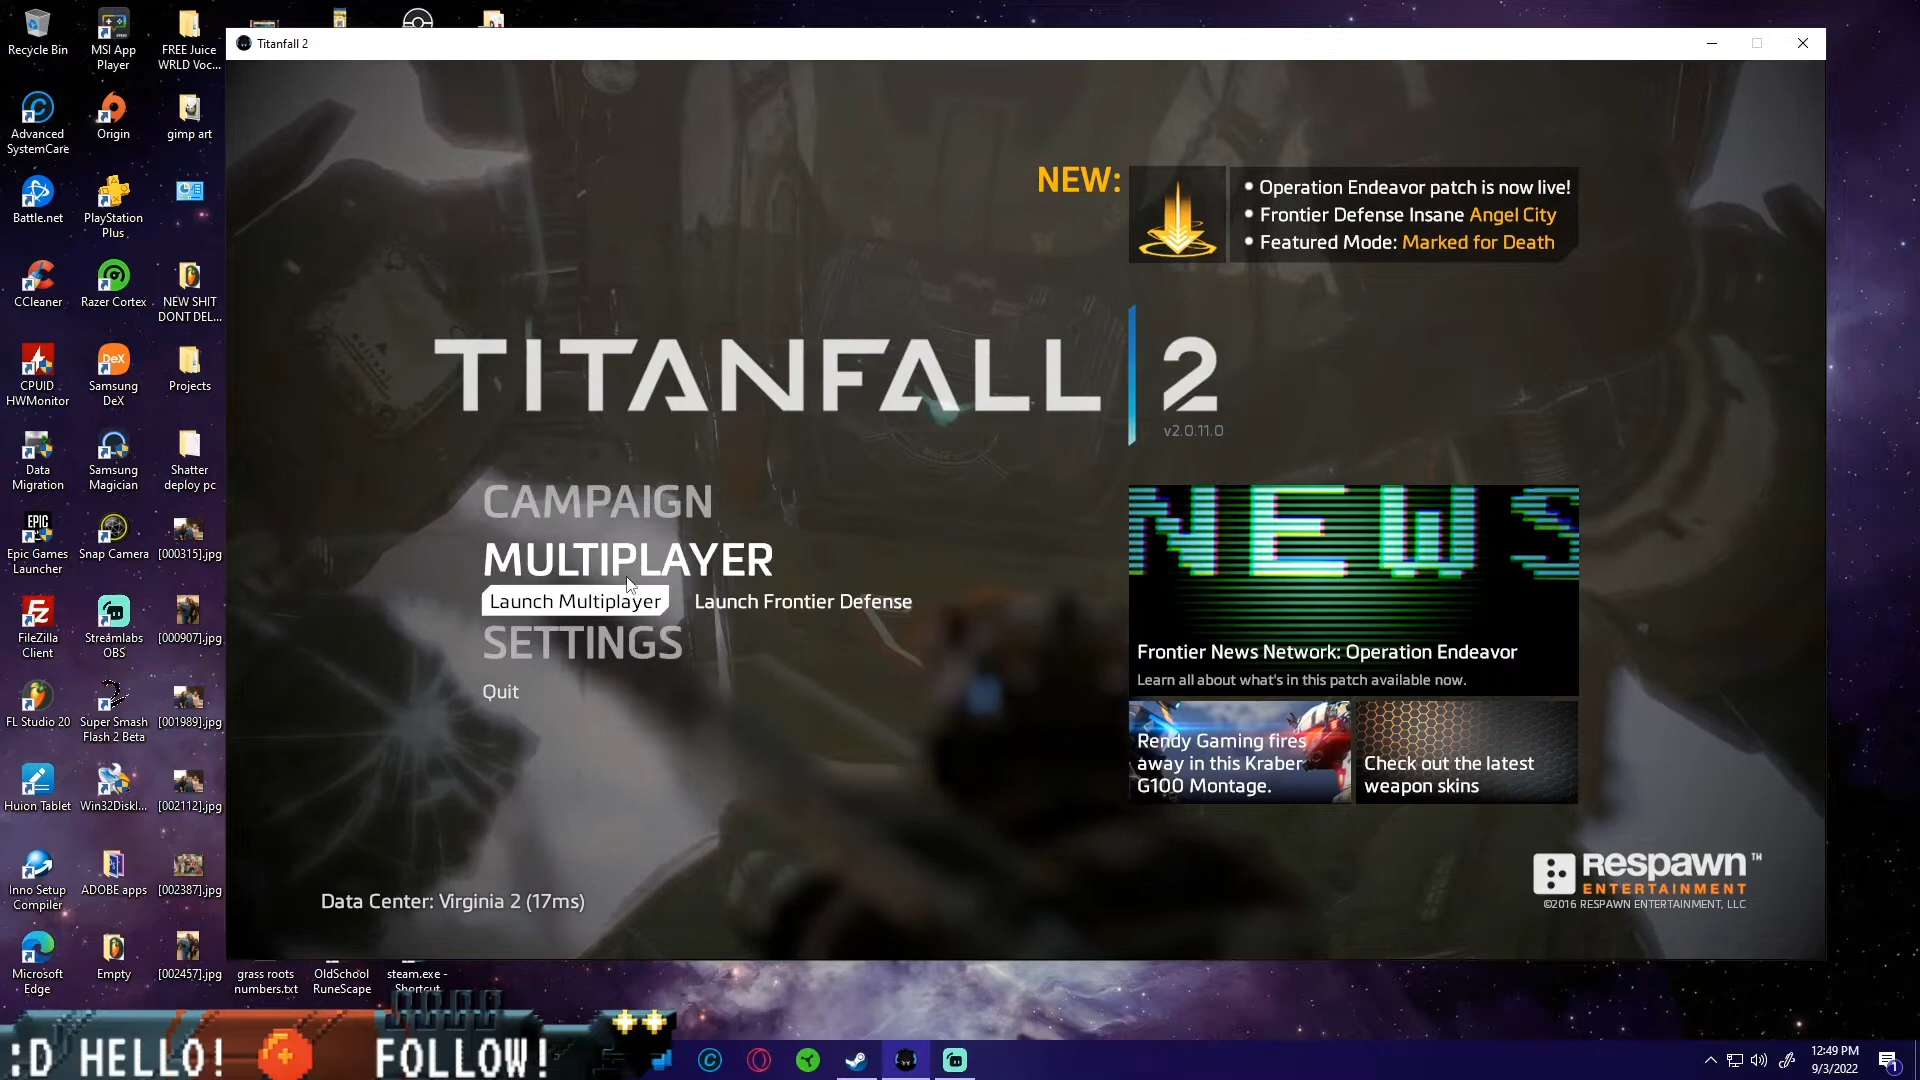 Recycle Bin
MSI App
Player
FREE Juice
WRLD Voc...
Advanced
SystemCare
Origin
gimp art
Battle.net
PlayStation
Plus
CCleaner
Razer Cortex
NEW SHIT
DONT DEL...
CPUID
HWMonitor
Samsung
DeX
Projects
Data
Migration
Samsung
Magician
Shatter
deploy pc
Epic Games
Launcher
Snap Camera
[000315].jpg
FileZilla
Client
Streamlabs
OBS
[000907].jpg
FL Studio 20
Super Smash
Flash 2 Beta
[001989].jpg
Huion Tablet
Win32DiskI...
[002112].jpg
Inno Setup
Compiler
ADOBE apps
[002387].jpg
Microsoft
Edge
Empty
[002457].jpg
grass roots
numbers.txt
OldSchool
RuneScape
steam.exe -
Shortcut
Titanfall 2
NEW:
• Operation Endeavor patch is now live!
• Frontier Defense Insane Angel City
• Featured Mode: Marked for Death
TITANFALL 2
v2.0.11.0
CAMPAIGN
MULTIPLAYER
Launch Multiplayer Launch Frontier Defense
SETTINGS
Quit
NEWS
Frontier News Network: Operation Endeavor
Learn all about what's in this patch available now.
Rendy Gaming fires
away in this Kraber
G100 Montage.
Check out the latest
weapon skins
Data Center: Virginia 2 (17ms)
Respawn™
ENTERTAINMENT
©2016 RESPAWN ENTERTAINMENT, LLC
:D HELLO! FOLLOW!
12:49 PM
9/3/2022
1
DeX
EPIC
GAMES
Fz